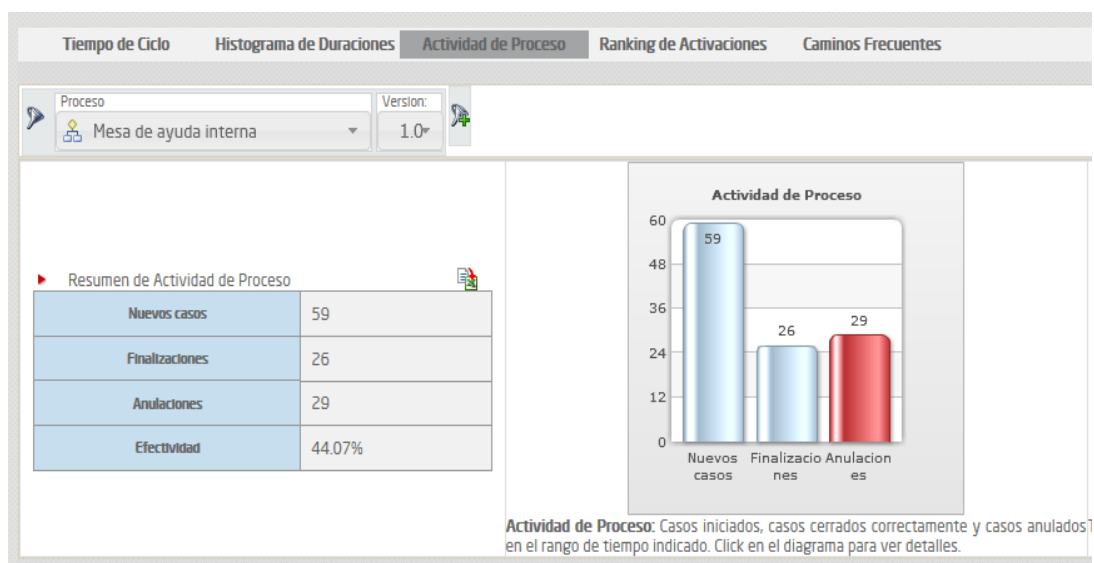 Tiempo de Ciclo Histograma de Duraciones Actividad de Proceso Ranking de Activaciones Caminos Frecuentes
Proceso Version:
Mesa de ayuda interna 1.0
Resumen de Actividad de Proceso
Nuevos casos 59
Finalizaciones 26
Anulaciones 29
Efectividad 44.07%
Actividad de Proceso
60
59
48
36
26
29
24
12
0
Nuevos Finalizacio Anulacion
casos nes es
Actividad de Proceso: Casos iniciados, casos cerrados correctamente y casos anulados
en el rango de tiempo indicado. Click en el diagrama para ver detalles.